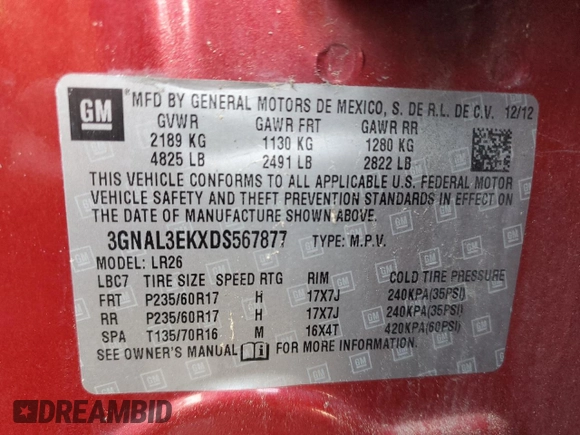 GM
MFD BY GENERAL MOTORS DE MEXICO, S. DE R.L. DE C.V. 12/12
GVWR GAWR FRT GAWR RR
2189 KG 1130 KG 1280 KG
4825 LB 2491 LB 2822 LB
THIS VEHICLE CONFORMS TO ALL APPLICABLE U.S. FEDERAL MOTOR
VEHICLE SAFETY AND THEFT PREVENTION STANDARDS IN EFFECT ON
THE DATE OF MANUFACTURE SHOWN ABOVE.
3GNAL3EKXDS567877 TYPE: M.P.V.
MODEL: LR26
LBC7 TIRE SIZE SPEED RTG RIM COLD TIRE PRESSURE
FRT P235/60R17 H 17X7J 240KPA(35PSI)
RR P235/60R17 H 17X7J 240KPA(35PSI)
SPA T135/70R16 M 16X4T 420KPA(60PSI)
SEE OWNER'S MANUAL FOR MORE INFORMATION.
DREAMBID